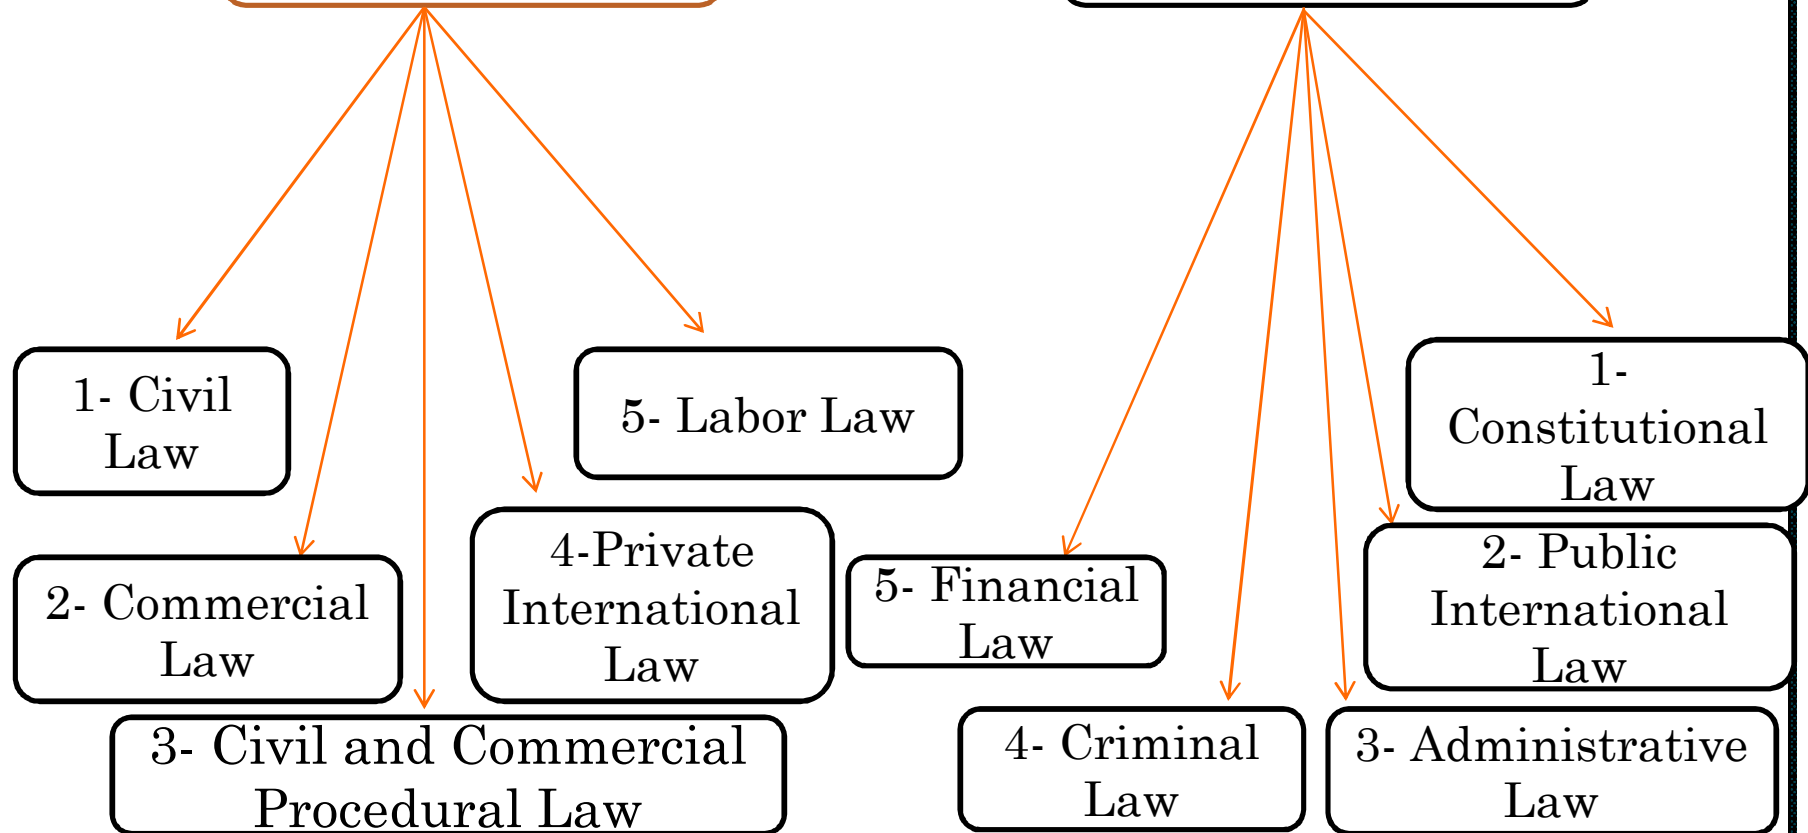 1- Civil
Law
2- Commercial
Law
3- Civil and Commercial
Procedural Law
4-Private
International
Law
5- Labor Law
1-
Constitutional
Law
2- Public
International
Law
3- Administrative
Law
4- Criminal
Law
5- Financial
Law